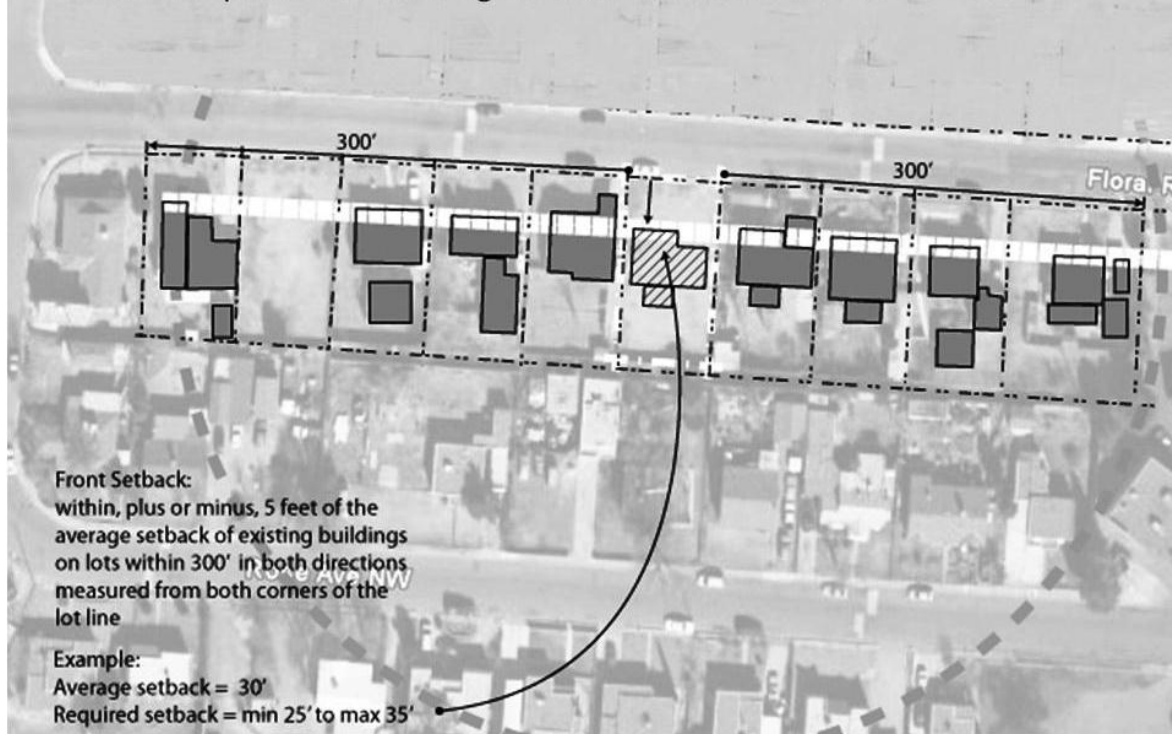 300'
300'
Flora,
Front Setback:
within, plus or minus, 5 feet of the
average setback of existing buildings
on lots within 300' in both directions
measured from both corners of the
lot line
Ave NW
Example:
Average setback = 30'
Required setback = min 25' to max 35'